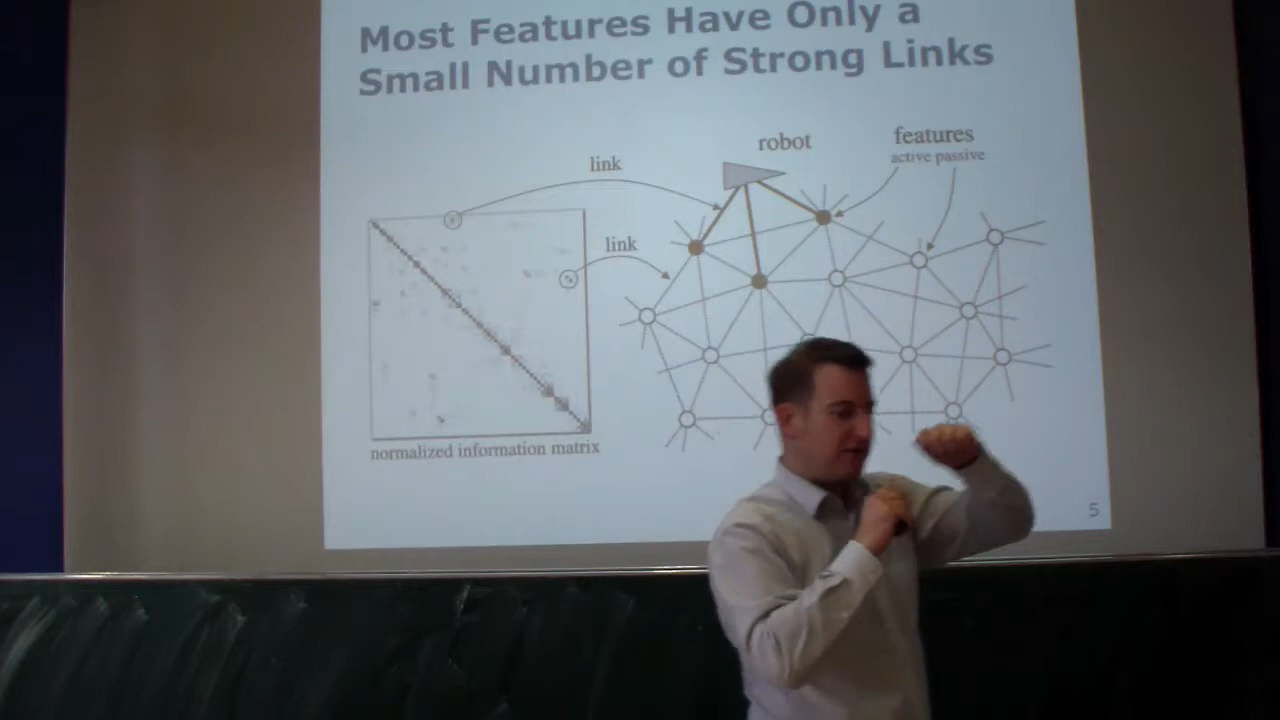 Most Features Have Only a
Small Number of Strong Links
link
robot
features
active passive
link
normalized information matrix
5